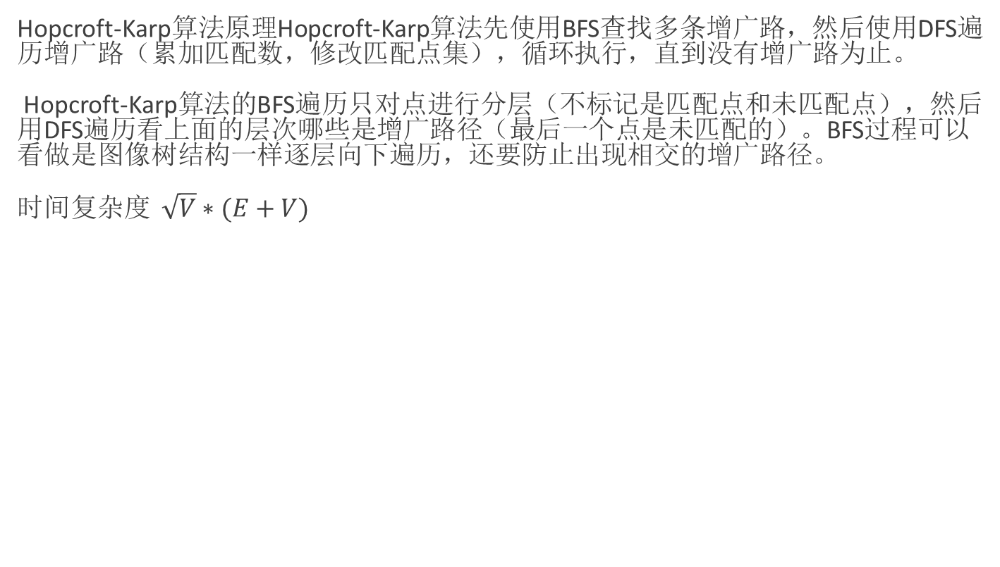 Hopcroft-Karp算法原理Hopcroft-Karp算法先使用BFS查找多条增广路，然后使用DFS遍
历增广路（累加匹配数，修改匹配点集），循环执行，直到没有增广路为止。
Hopcroft-Karp算法的BFS遍历只对点进行分层（不标记是匹配点和未匹配点），然后
用DFS遍历看上面的层次哪些是增广路径（最后一个点是未匹配的）。BFS过程可以
看做是图像树结构一样逐层向下遍历，还要防止出现相交的增广路径。
时间复杂度 √V ∗ (E + V)